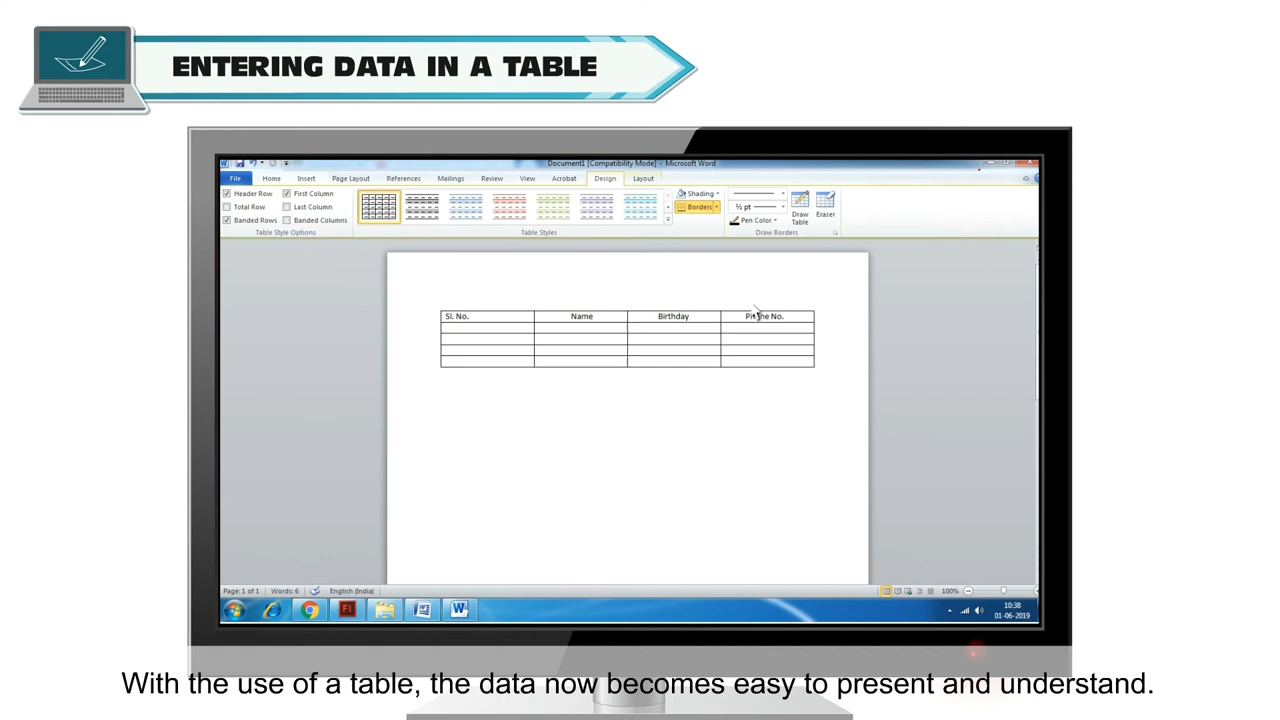 ENTERING DATA IN A TABLE
Document1 [Compatibility Mode] - Microsoft Word
File Home Insert Page Layout References Mailings Review View Acrobat Design Layout
Header Row First Column
Total Row Last Column
Banded Rows Banded Columns
Table Style Options
Table Styles
Shading
Borders
½ pt
Pen Color
Draw Table
Eraser
Draw Borders
Sl. No. Name Birthday Phone No.
Page: 1 of 1 Words: 6 English (India) 100%
10:38
01-06-2019
With the use of a table, the data now becomes easy to present and understand.